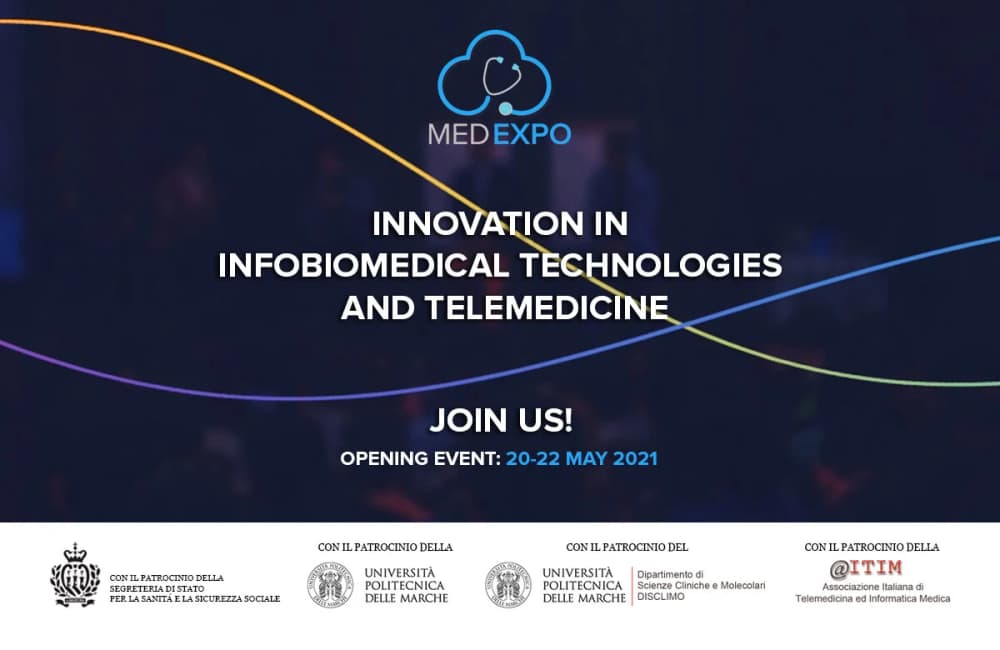 MEDEXPO
INNOVATION IN
INFOBIOMEDICAL TECHNOLOGIES
AND TELEMEDICINE
JOIN US!
OPENING EVENT: 20-22 MAY 2021
CON IL PATROCINIO DELLA
SEGRETERIA DI STATO
PER LA SANITÀ E LA SICUREZZA SOCIALE
CON IL PATROCINIO DELLA
UNIVERSITÀ
POLITECNICA
DELLE MARCHE
CON IL PATROCINIO DEL
UNIVERSITÀ
POLITECNICA
DELLE MARCHE
Dipartimento di
Scienze Cliniche e Molecolari
DISCLIMO
CON IL PATROCINIO DELLA
@ITIM
Associazione Italiana di
Telemedicina ed Informatica Medica